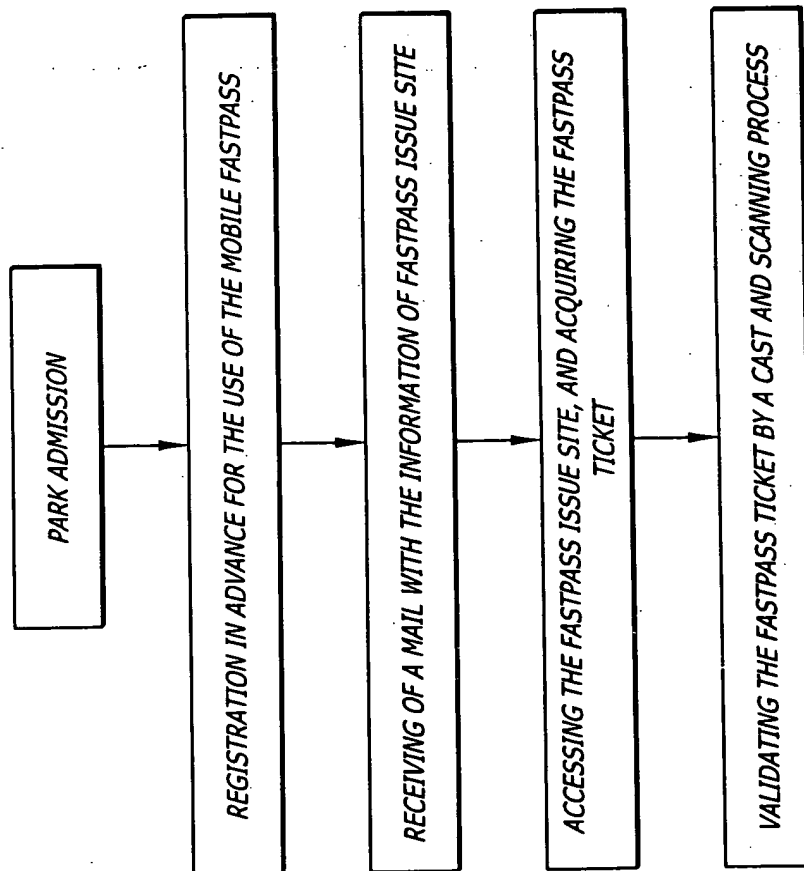 PARK ADMISSION
REGISTRATION IN ADVANCE FOR THE USE OF THE MOBILE FASTPASS
RECEIVING OF A MAIL WITH THE INFORMATION OF FASTPASS ISSUE SITE
ACCESSING THE FASTPASS ISSUE SITE, AND ACQUIRING THE FASTPASS
TICKET
VALIDATING THE FASTPASS TICKET BY A CAST AND SCANNING PROCESS